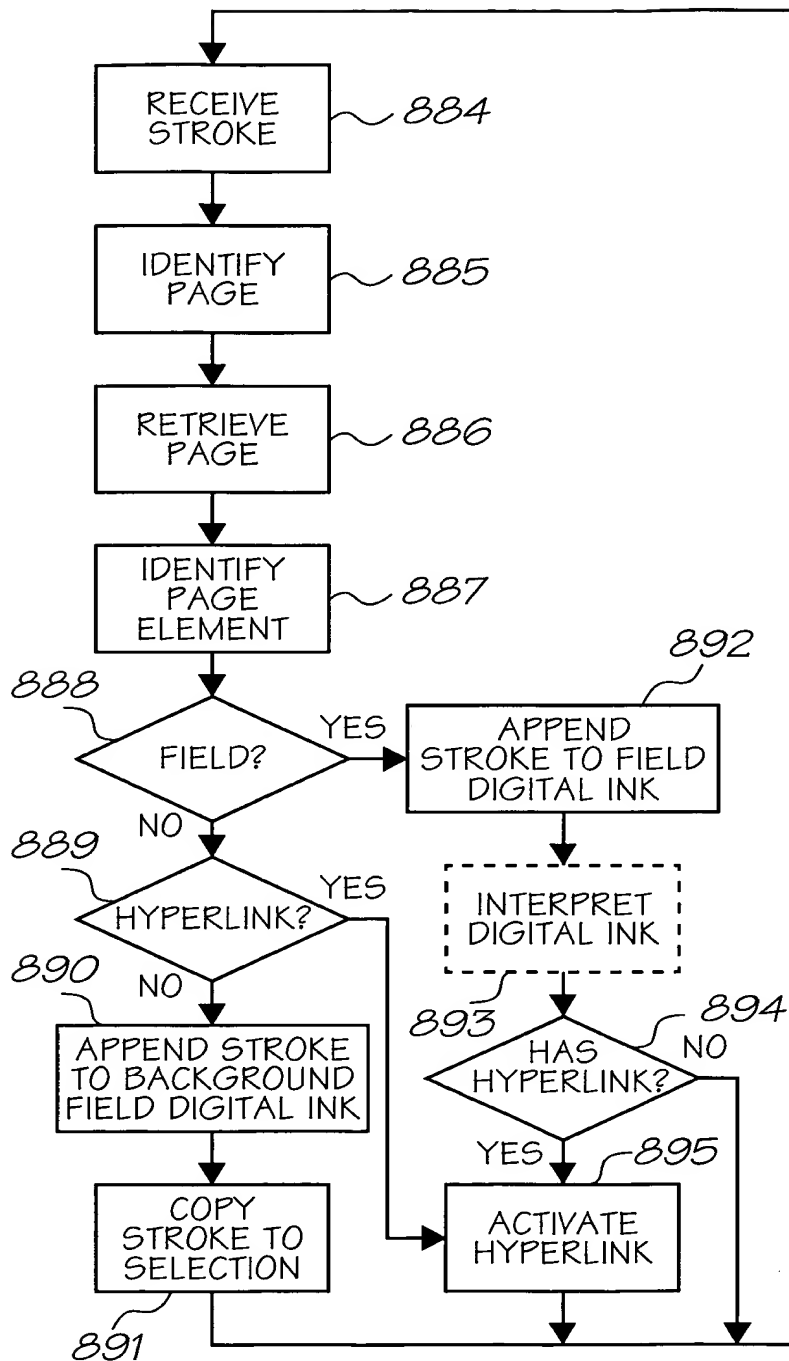 RECEIVE
STROKE
884
IDENTIFY
PAGE
885
RETRIEVE
PAGE
886
IDENTIFY
PAGE
ELEMENT
887
888
FIELD?
YES
NO
892
APPEND
STROKE TO FIELD
DIGITAL INK
889
HYPERLINK?
YES
NO
INTERPRET
DIGITAL INK
893
890
APPEND STROKE
TO BACKGROUND
FIELD DIGITAL INK
894
HAS
HYPERLINK?
NO
YES
895
COPY
STROKE TO
SELECTION
891
ACTIVATE
HYPERLINK